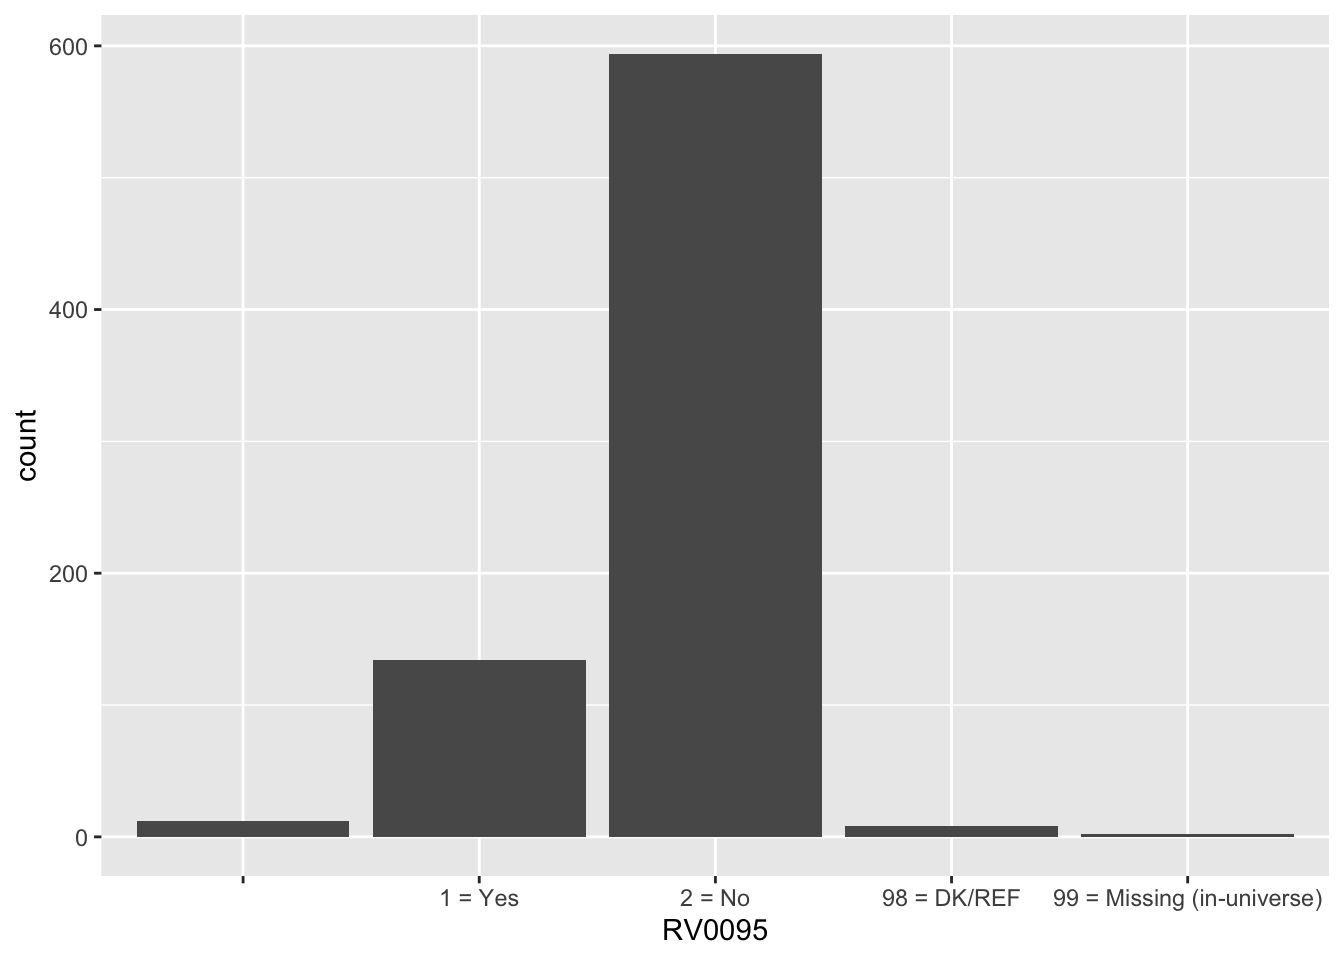 600
400
200
0
count
1 = Yes
2 = No
98 = DK/REF
99 = Missing (in-universe)
RV0095